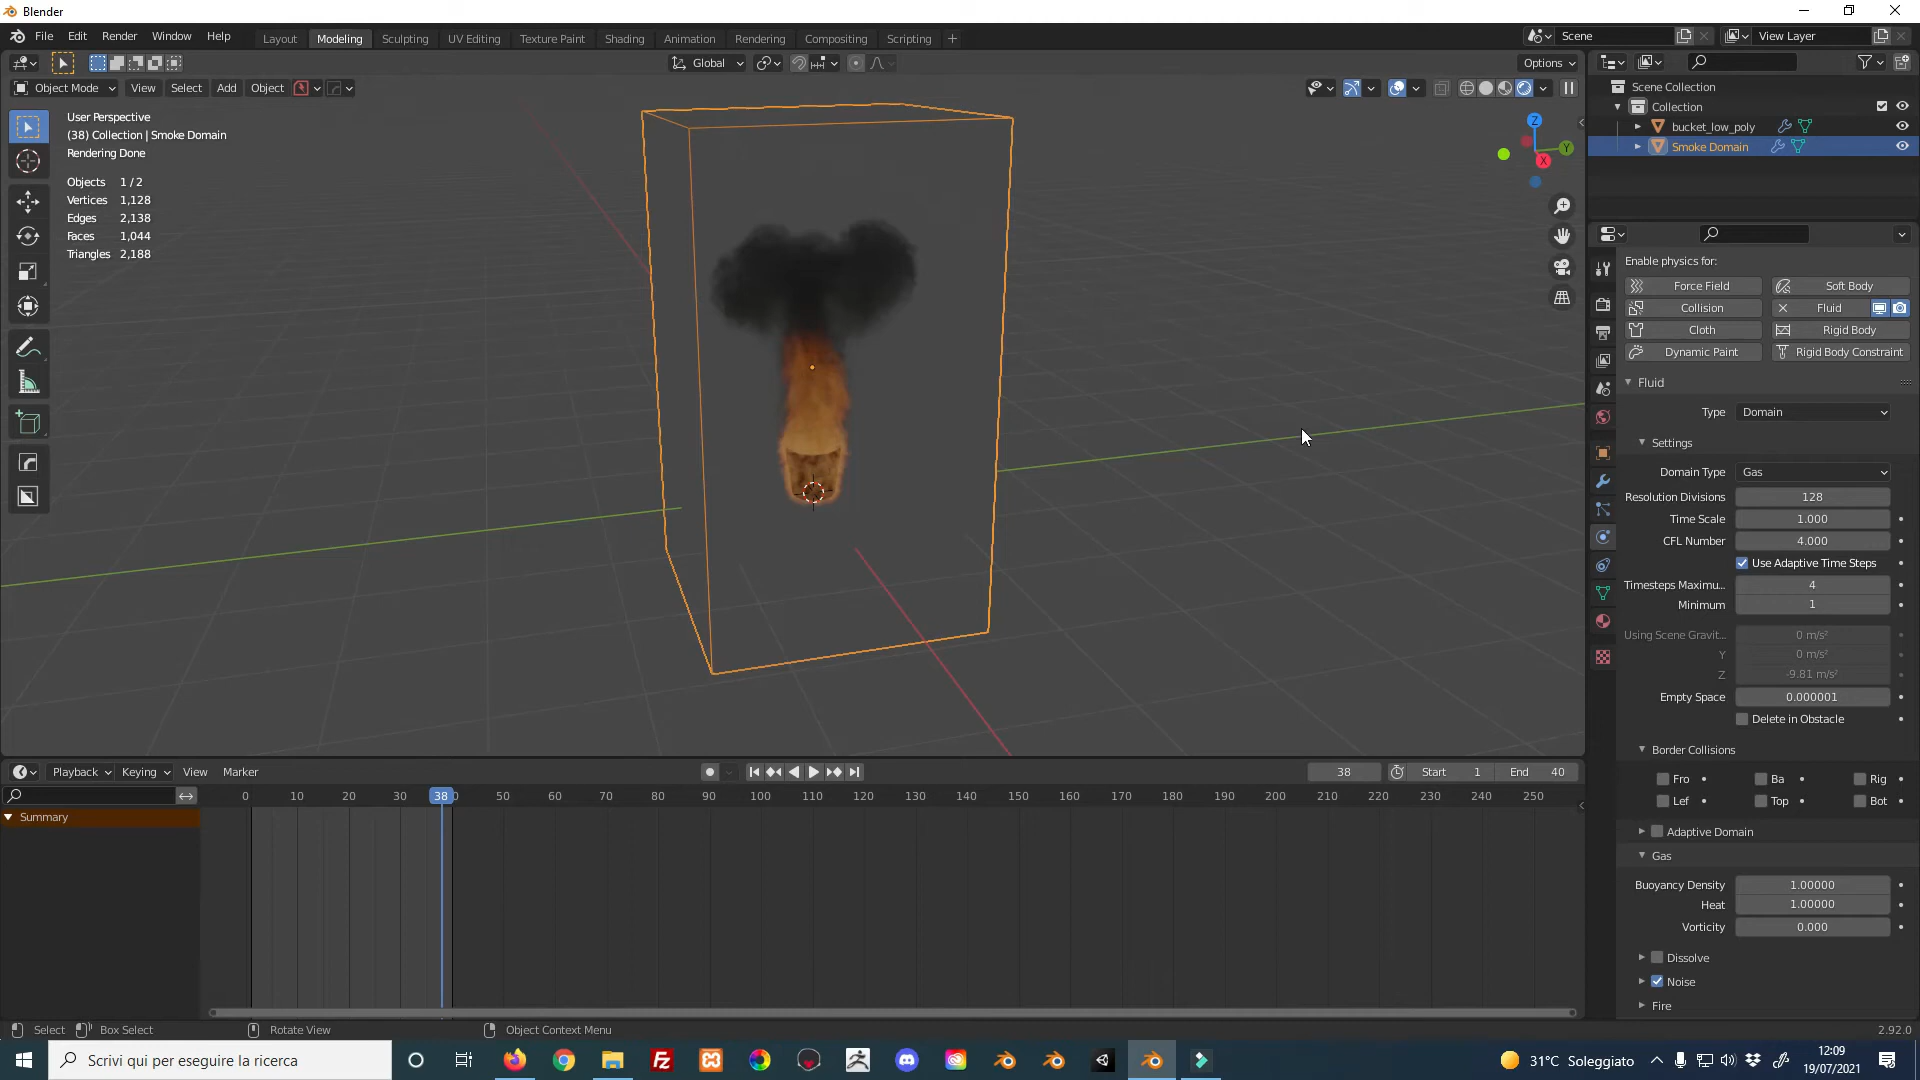 Blender
File Edit Render Window Help
Layout Modeling Sculpting UV Editing Texture Paint Shading Animation Rendering Compositing Scripting +
Scene View Layer
Global Options
Object Mode View Select Add Object
User Perspective
(38) Collection | Smoke Domain
Rendering Done
Objects 1 / 2
Vertices 1,128
Edges 2,138
Faces 1,044
Triangles 2,188
Z
Y
X
Scene Collection
Collection
bucket_low_poly
Smoke Domain
Enable physics for:
Force Field Soft Body
Collision Fluid
Cloth Rigid Body
Dynamic Paint Rigid Body Constraint
Fluid
Type Domain
Settings
Domain Type Gas
Resolution Divisions 128
Time Scale 1.000
CFL Number 4.000
Use Adaptive Time Steps
Timesteps Maximu... 4
Minimum 1
Using Scene Gravit... 0 m/s²
Y 0 m/s²
Z -9.81 m/s²
Empty Space 0.000001
Delete in Obstacle
Border Collisions
Fro Ba Rig
Lef Top Bot
Adaptive Domain
Gas
Buoyancy Density 1.00000
Heat 1.00000
Vorticity 0.000
Dissolve
Noise
Fire
Playback Keying View Marker 38 Start 1 End 40
0 10 20 30 38 50 60 70 80 90 100 110 120 130 140 150 160 170 180 190 200 210 220 230 240 250
Summary
Select Box Select Rotate View Object Context Menu 2.92.0
Scrivi qui per eseguire la ricerca
31°C Soleggiato
12:09
19/07/2021